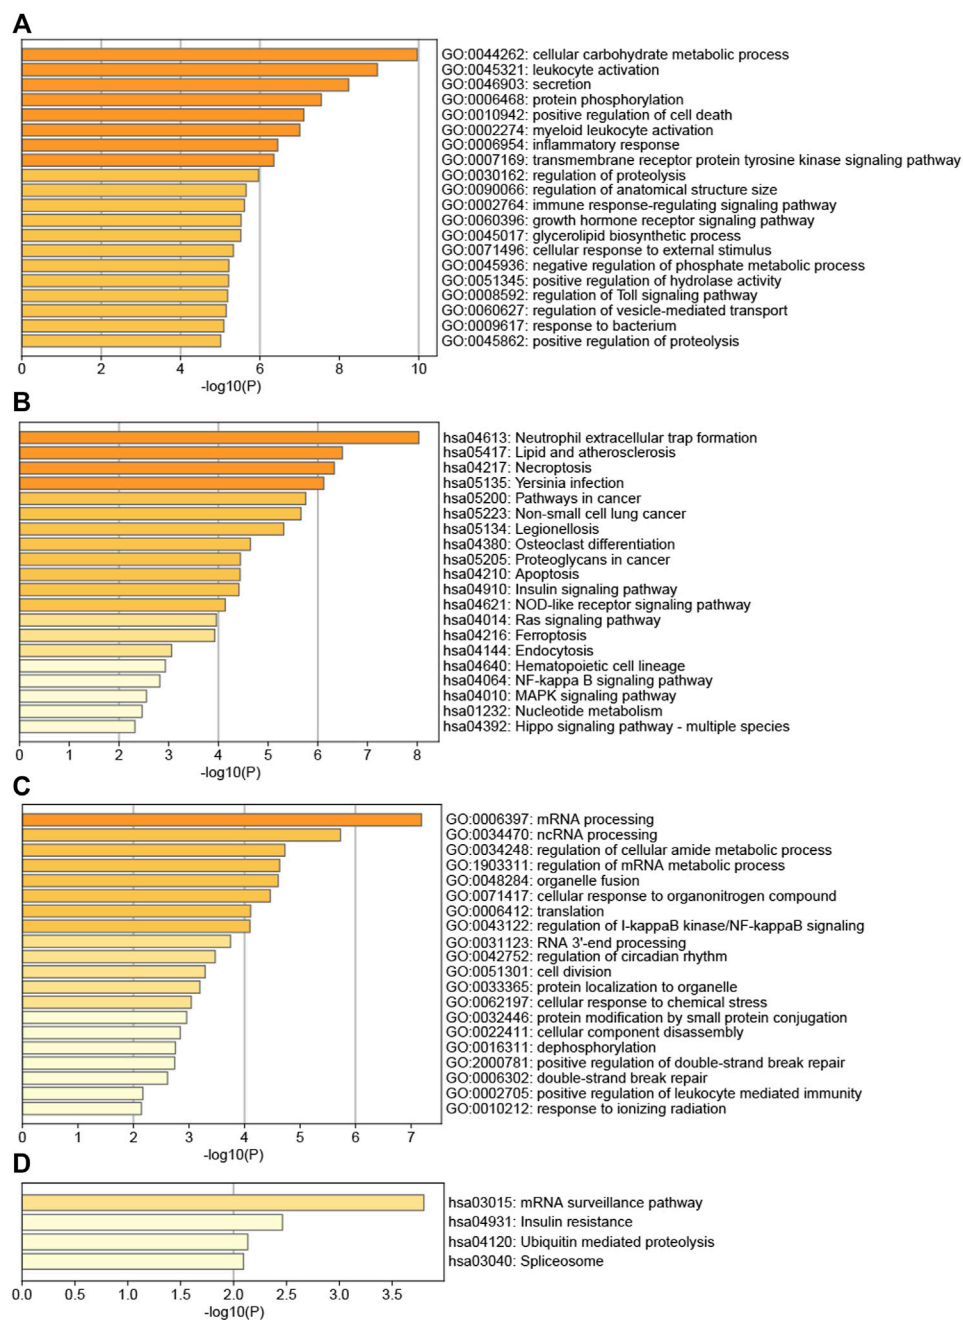 A
GO:0044262: cellular carbohydrate metabolic process
GO:0045321: leukocyte activation
GO:0046903: secretion
GO:0006468: protein phosphorylation
GO:0010942: positive regulation of cell death
GO:0002274: myeloid leukocyte activation
GO:0006954: inflammatory response
GO:0007169: transmembrane receptor protein tyrosine kinase signaling pathway
GO:0030162: regulation of proteolysis
GO:0090066: regulation of anatomical structure size
GO:0002764: immune response-regulating signaling pathway
GO:0060396: growth hormone receptor signaling pathway
GO:0045017: glycerolipid biosynthetic process
GO:0071496: cellular response to external stimulus
GO:0045936: negative regulation of phosphate metabolic process
GO:0051345: positive regulation of hydrolase activity
GO:0008592: regulation of Toll signaling pathway
GO:0060627: regulation of vesicle-mediated transport
GO:0009617: response to bacterium
GO:0045862: positive regulation of proteolysis
0 2 4 6 8 10
-log10(P)
B
hsa04613: Neutrophil extracellular trap formation
hsa05417: Lipid and atherosclerosis
hsa04217: Necroptosis
hsa05135: Yersinia infection
hsa05200: Pathways in cancer
hsa05223: Non-small cell lung cancer
hsa05134: Legionellosis
hsa04380: Osteoclast differentiation
hsa05205: Proteoglycans in cancer
hsa04210: Apoptosis
hsa04910: Insulin signaling pathway
hsa04621: NOD-like receptor signaling pathway
hsa04014: Ras signaling pathway
hsa04216: Ferroptosis
hsa04144: Endocytosis
hsa04640: Hematopoietic cell lineage
hsa04064: NF-kappa B signaling pathway
hsa04010: MAPK signaling pathway
hsa01232: Nucleotide metabolism
hsa04392: Hippo signaling pathway - multiple species
0 1 2 3 4 5 6 7 8
-log10(P)
C
GO:0006397: mRNA processing
GO:0034470: ncRNA processing
GO:0034248: regulation of cellular amide metabolic process
GO:1903311: regulation of mRNA metabolic process
GO:0048284: organelle fusion
GO:0071417: cellular response to organonitrogen compound
GO:0006412: translation
GO:0043122: regulation of I-kappaB kinase/NF-kappaB signaling
GO:0031123: RNA 3'-end processing
GO:0042752: regulation of circadian rhythm
GO:0051301: cell division
GO:0033365: protein localization to organelle
GO:0062197: cellular response to chemical stress
GO:0032446: protein modification by small protein conjugation
GO:0022411: cellular component disassembly
GO:0016311: dephosphorylation
GO:2000781: positive regulation of double-strand break repair
GO:0006302: double-strand break repair
GO:0002705: positive regulation of leukocyte mediated immunity
GO:0010212: response to ionizing radiation
0 1 2 3 4 5 6 7
-log10(P)
D
hsa03015: mRNA surveillance pathway
hsa04931: Insulin resistance
hsa04120: Ubiquitin mediated proteolysis
hsa03040: Spliceosome
0.0 0.5 1.0 1.5 2.0 2.5 3.0 3.5
-log10(P)